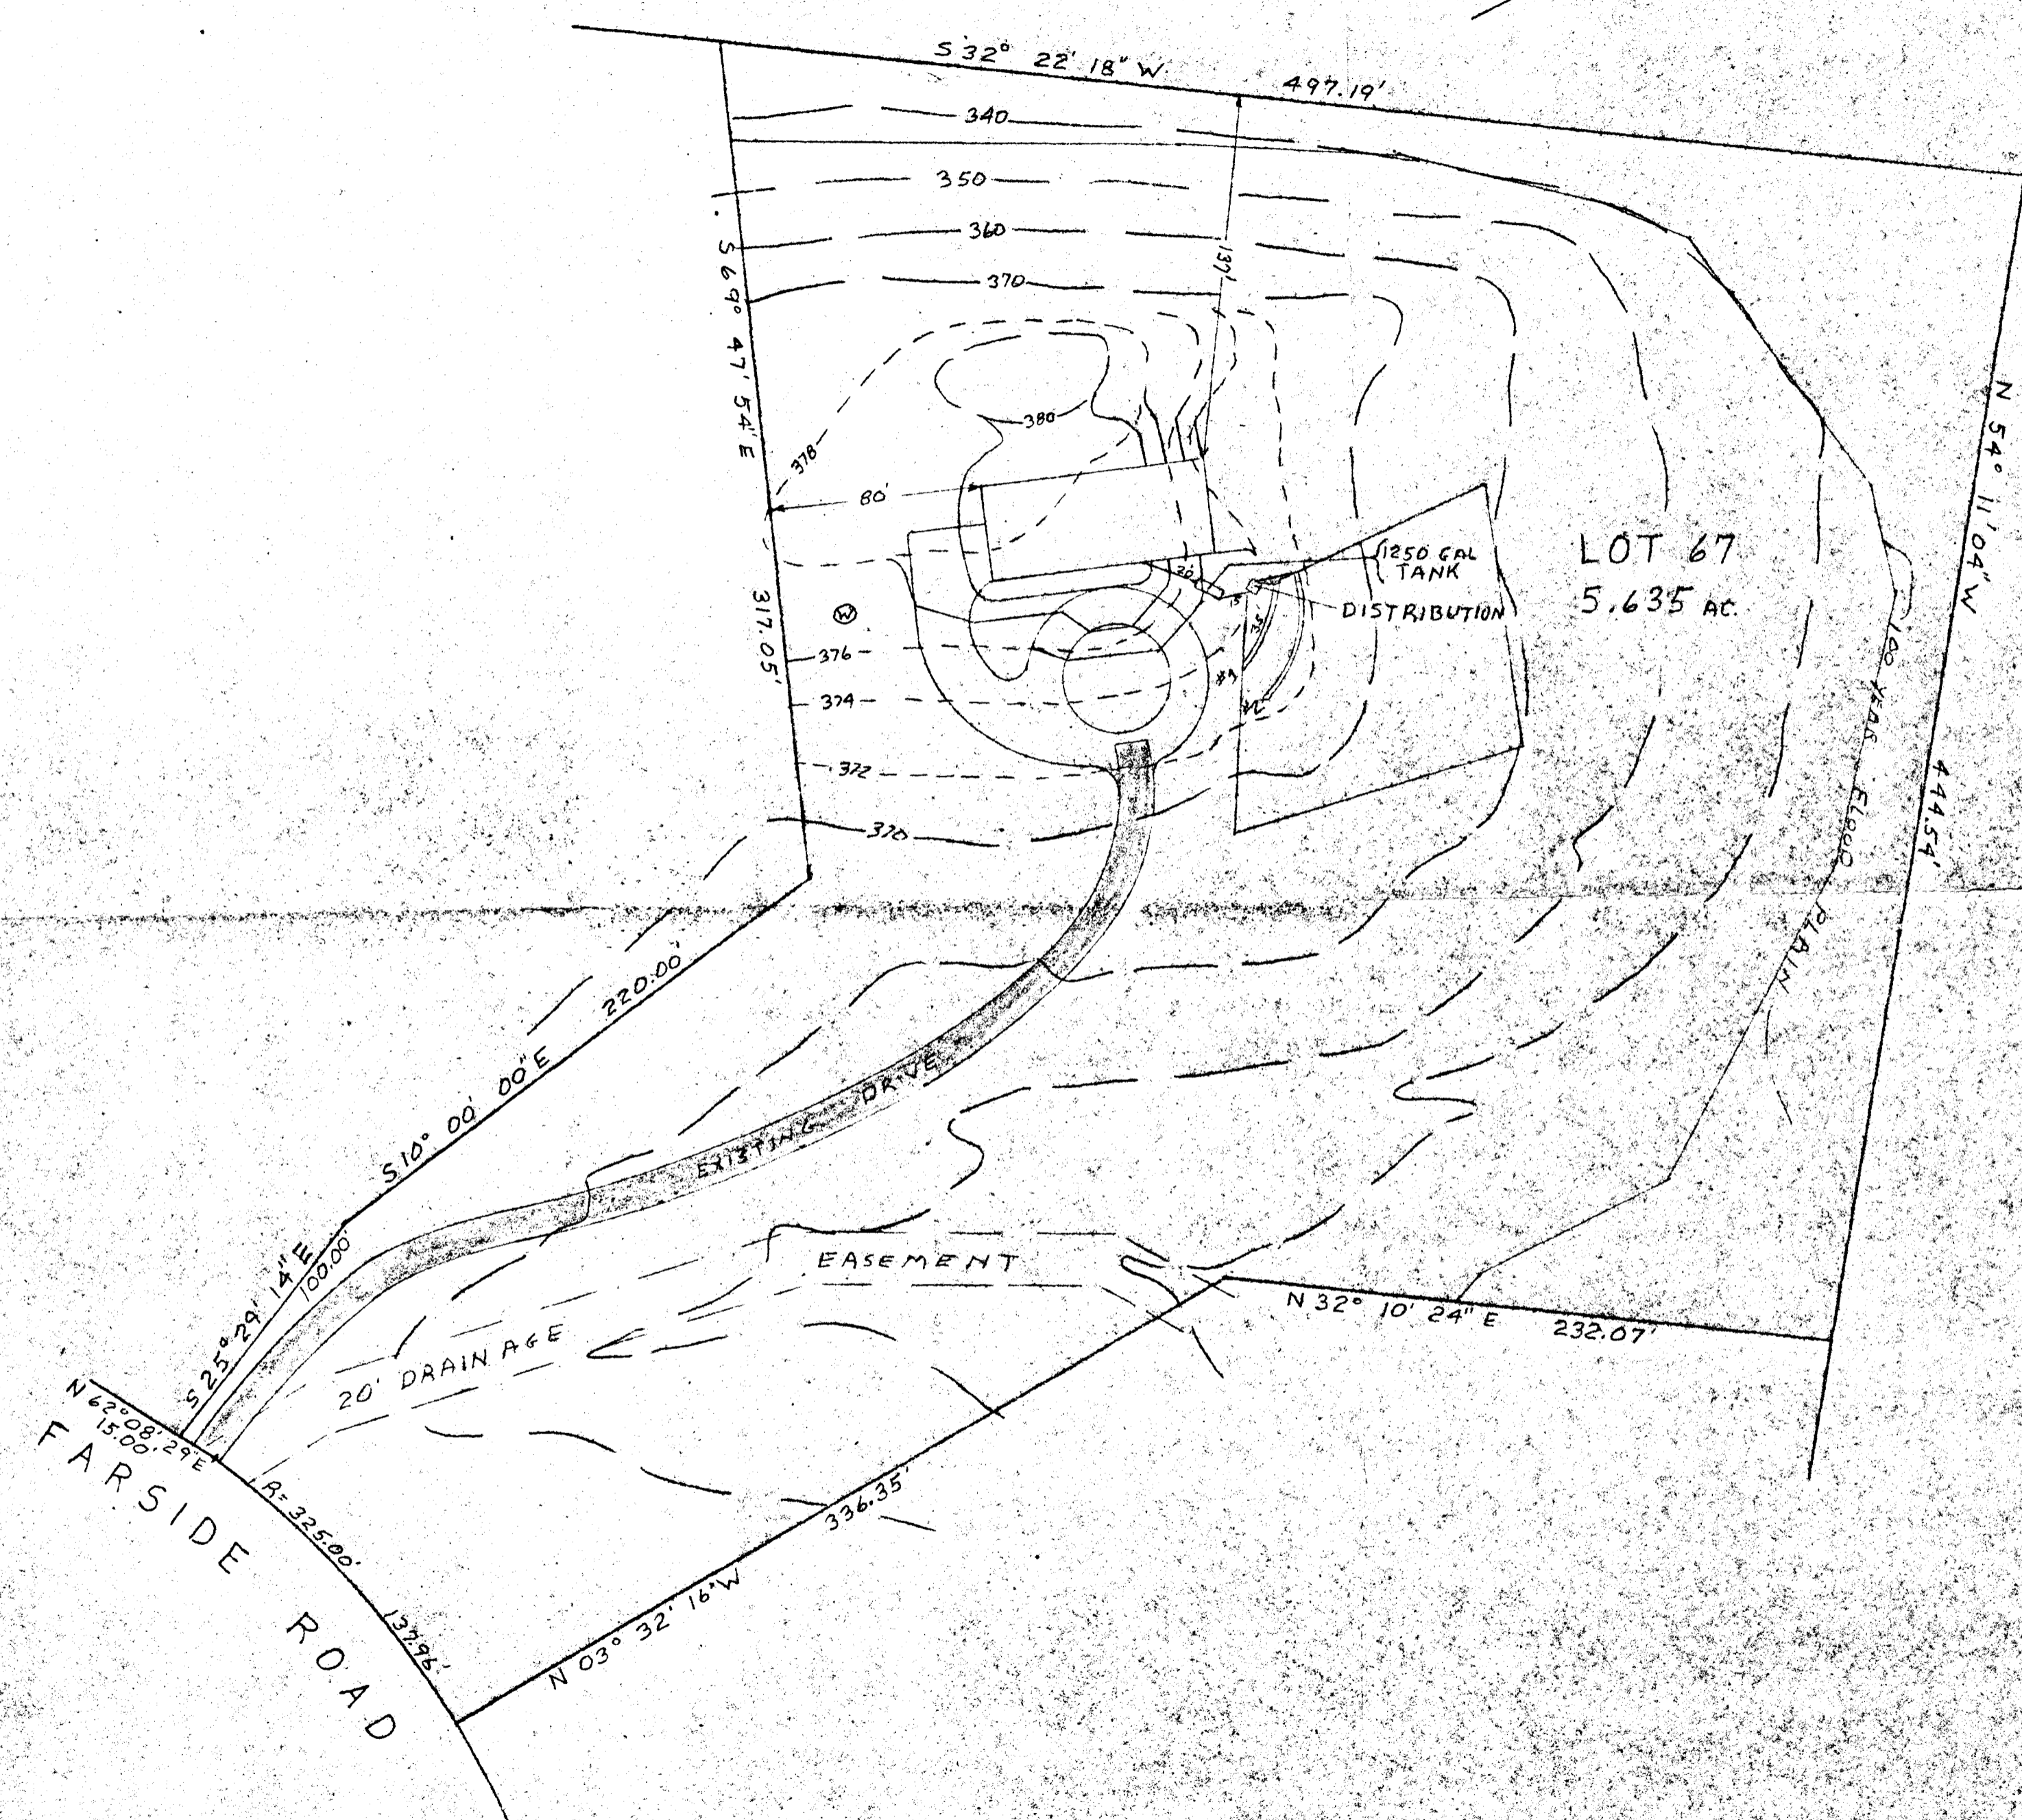 S 32° 22' 18" W 497.19'
340
350
360
370
137'
S 69° 47' 54" E
317.05'
380
378
80'
1250 GAL
TANK
DISTRIBUTION
20'
15'
LOT 67
5.635 AC.
N 54° 11' 04" W
444.54'
100 YEAR FLOOD PLAIN
W
376
374
372
370
220.00'
S 10° 00' 00" E
EXISTING DRIVE
S 25° 29' 14" E
100.00'
EASEMENT
20' DRAINAGE
N 32° 10' 24" E 232.07'
N 62° 08' 29" E
15.00'
FARSIDE ROAD
R= 325.00'
137.96'
336.35'
N 03° 32' 16" W